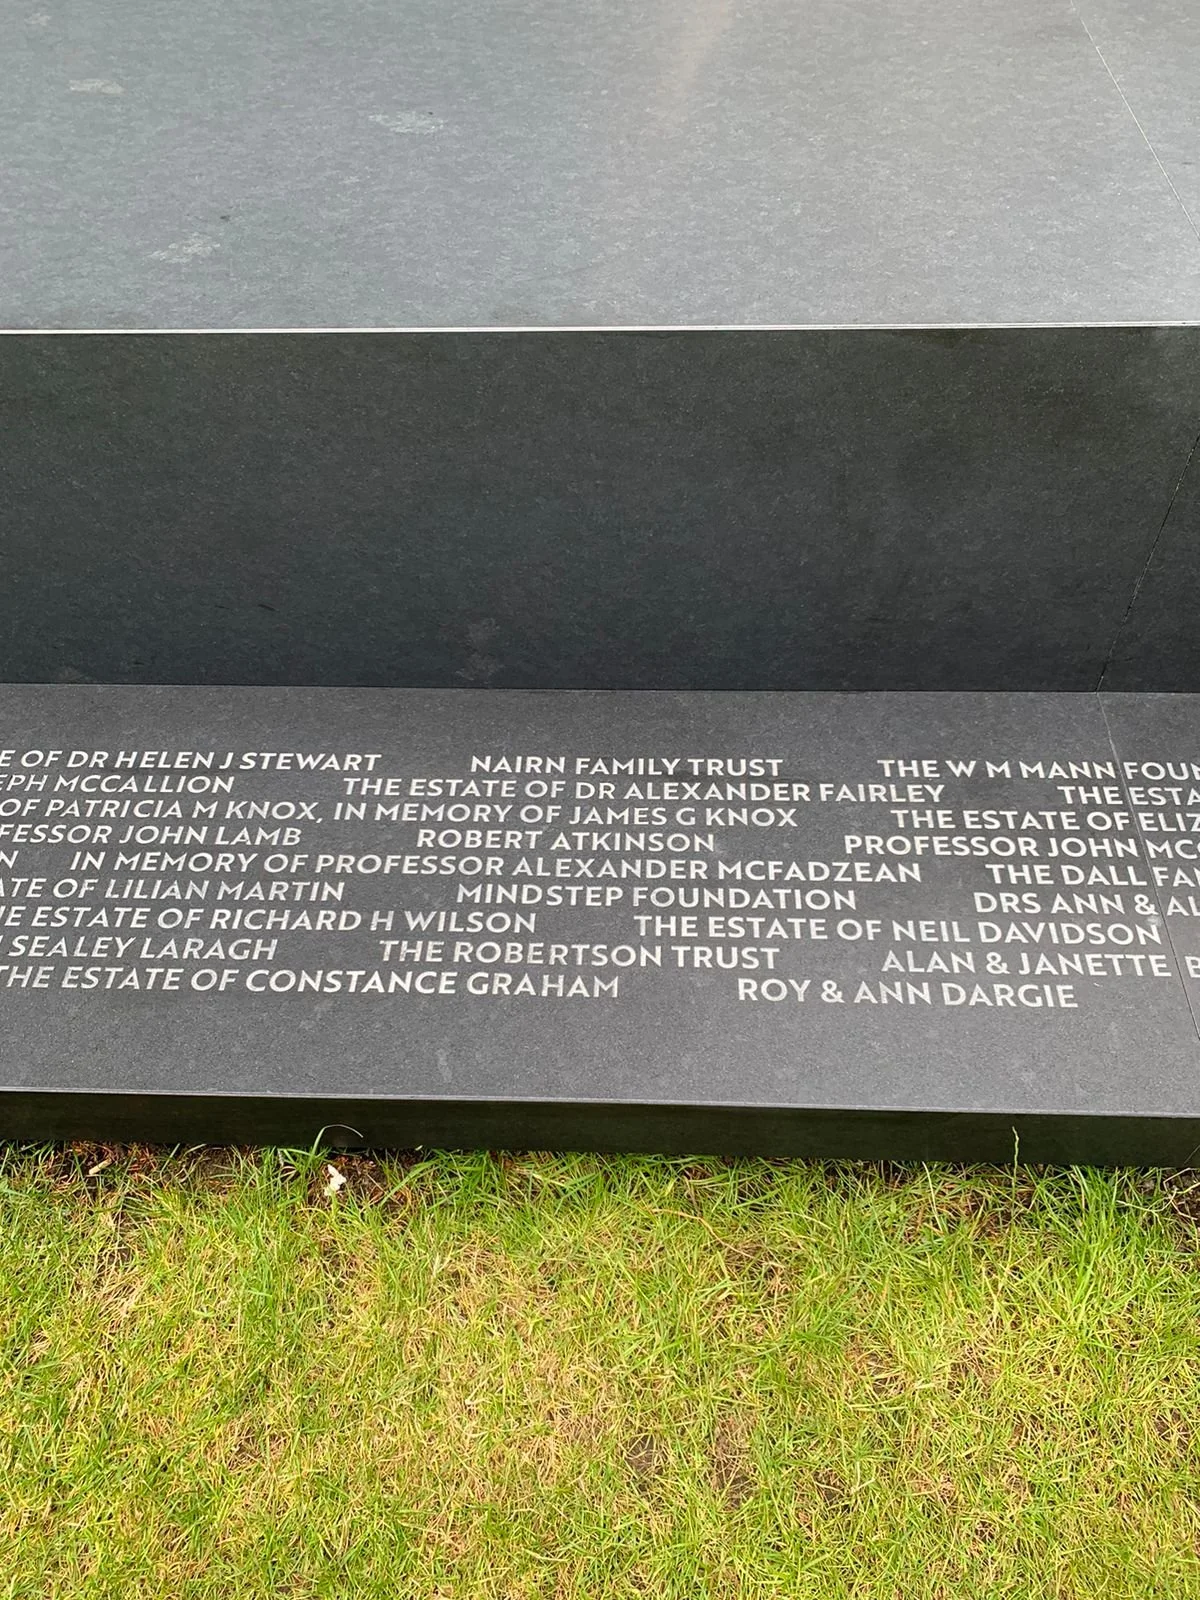 E OF DR HELEN J STEWART NAIRN FAMILY TRUST THE W M MANN FOUN
EPH MCCALLION THE ESTATE OF DR ALEXANDER FAIRLEY THE ESTA
OF PATRICIA M KNOX, IN MEMORY OF JAMES G KNOX THE ESTATE OF ELIZ
FESSOR JOHN LAMB ROBERT ATKINSON PROFESSOR JOHN MCC
N IN MEMORY OF PROFESSOR ALEXANDER MCFADZEAN THE DALL FA
ATE OF LILIAN MARTIN MINDSTEP FOUNDATION DRS ANN & AL
HE ESTATE OF RICHARD H WILSON THE ESTATE OF NEIL DAVIDSON
SEALEY LARAGH THE ROBERTSON TRUST ALAN & JANETTE
THE ESTATE OF CONSTANCE GRAHAM ROY & ANN DARGIE